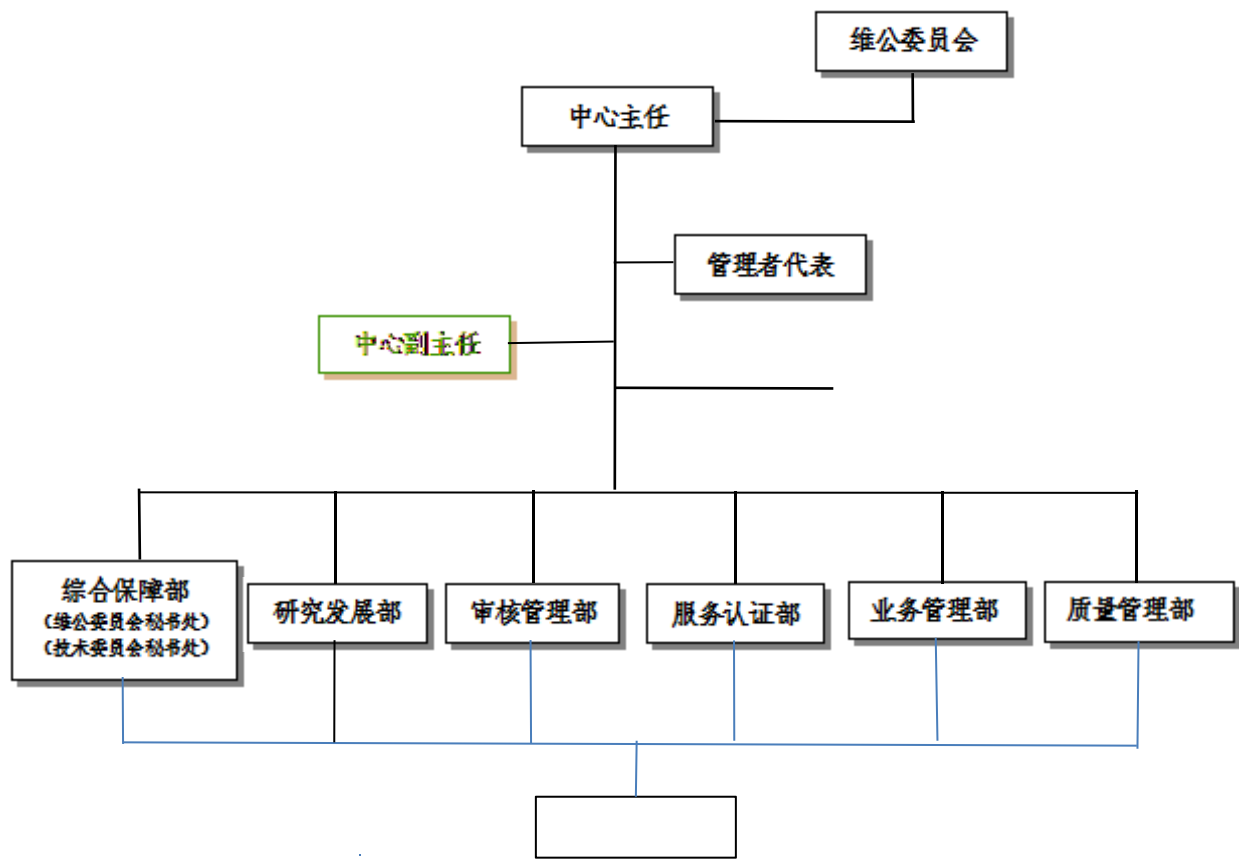 维公委员会
中心主任
管理者代表
中心副主任
综合保障部
（维公委员会秘书处）
（技术委员会秘书处）
研究发展部
审核管理部
服务认证部
业务管理部
质量管理部